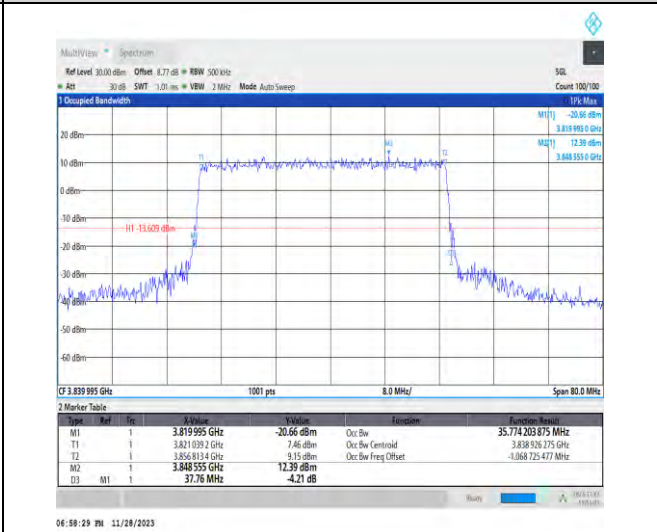 MultiView Spectrum
Ref Level 30.00 dBm Offset 8.77 dB RBW 500 kHz SGL
Att 30 dB SWT 1.01 ms VBW 2 MHz Mode Auto Sweep Count 100/100
1 Occupied Bandwidth 1Pk Max
M1[1] -20.66 dBm
3.819 995 0 GHz
M2[1] 12.39 dBm
3.848 555 0 GHz
20 dBm
10 dBm
0 dBm
-10 dBm
-30 dBm
-40 dBm
-50 dBm
-60 dBm
T1
M2
T2
H1 -13.609 dBm
M1
CF 3.839 995 GHz 1001 pts 8.0 MHz/ Span 80.0 MHz
2 Marker Table
Type Ref Trc X-Value Y-Value Function Function Result
M1 1 3.819995 GHz -20.66 dBm Occ Bw 35.774 203 875 MHz
T1 1 3.821 039 2 GHz 7.46 dBm Occ Bw Centroid 3.838 926 275 GHz
T2 1 3.856 813 4 GHz 9.15 dBm Occ Bw Freq Offset -1.068 725 477 MHz
M2 1 3.848 555 GHz 12.39 dBm
D3 M1 1 37.76 MHz -4.21 dB
Ready
06:58:29 PM 11/28/2023